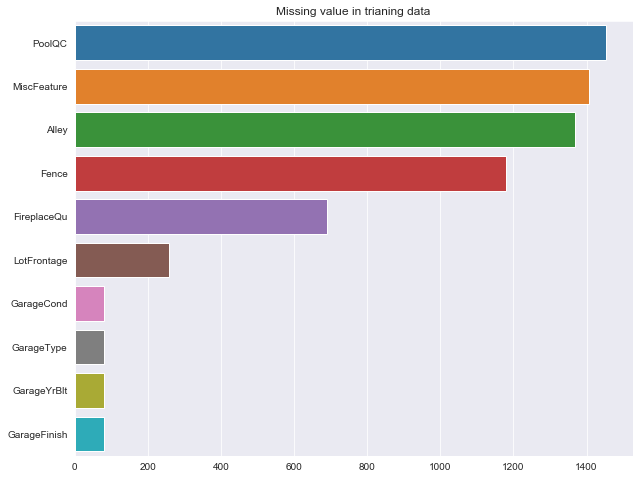 Missing value in trianing data
PoolQC
MiscFeature
Alley
Fence
FireplaceQu
LotFrontage
GarageCond
GarageType
GarageYrBlt
GarageFinish
0 200 400 600 800 1000 1200 1400